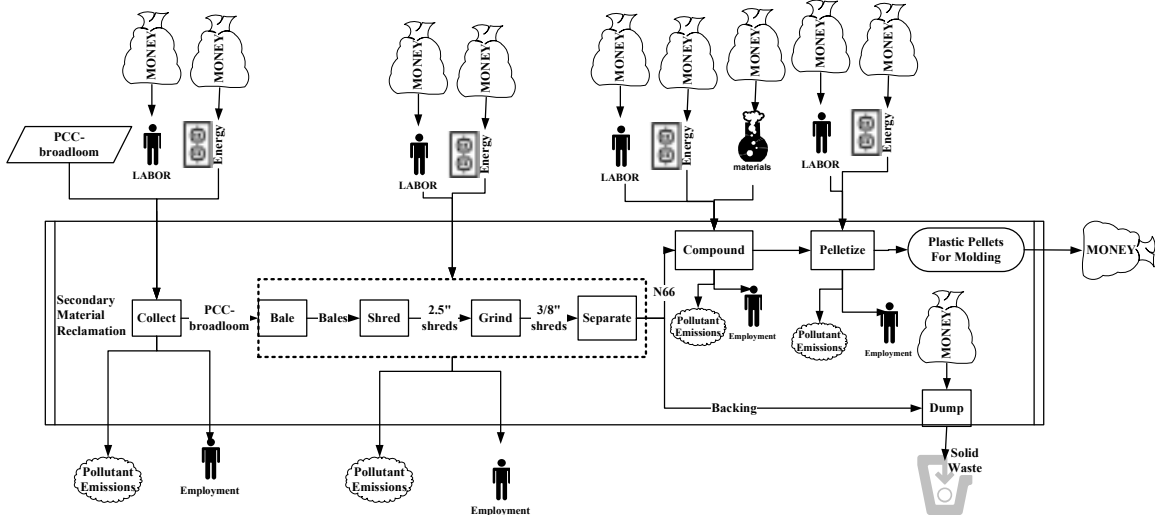 MONEY
MONEY
MONEY
MONEY
MONEY
MONEY
MONEY
MONEY
MONEY
PCC-
broadloom
LABOR
Energy
LABOR
Energy
LABOR
Energy
materials
LABOR
Energy
Secondary
Material
Reclamation
Collect
PCC-
broadloom
Bale
Bales
Shred
2.5"
shreds
Grind
3/8"
shreds
Separate
N66
Compound
Pelletize
Plastic Pellets
For Molding
MONEY
Pollutant
Emissions
Employment
Pollutant
Emissions
Employment
MONEY
Backing
Dump
Solid
Waste
Pollutant
Emissions
Employment
Pollutant
Emissions
Employment